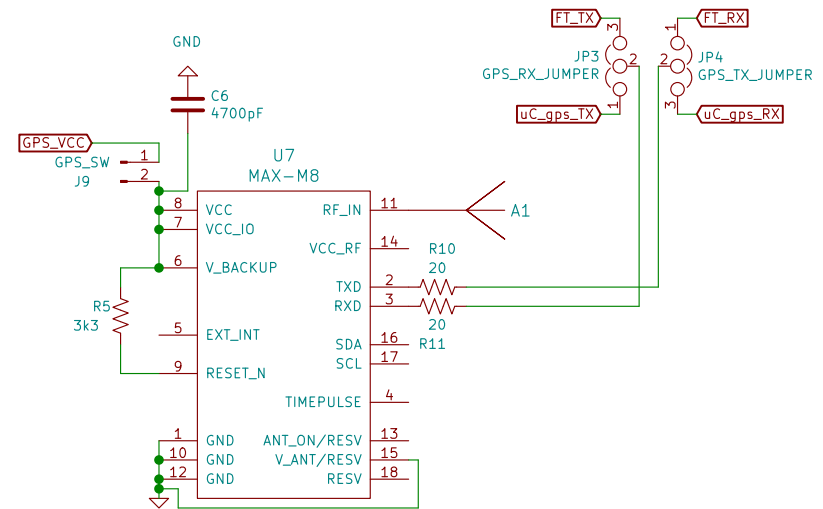 FT_TX
FT_RX
3
1
JP3
2
2
JP4
GPS_RX_JUMPER
GPS_TX_JUMPER
1
3
uC_gps_TX
uC_gps_RX
GND
C6
4700pF
GPS_VCC
1
GPS_SW
2
J9
U7
MAX-M8
8 VCC
RF_IN 11
A1
7 VCC_IO
VCC_RF 14
R10
20
6 V_BACKUP
TXD 2
RXD 3
R5
3k3
20
R11
5 EXT_INT
SDA 16
SCL 17
9 RESET_N
TIMEPULSE 4
1 GND
ANT_ON/RESV 13
10 GND
V_ANT/RESV 15
12 GND
RESV 18